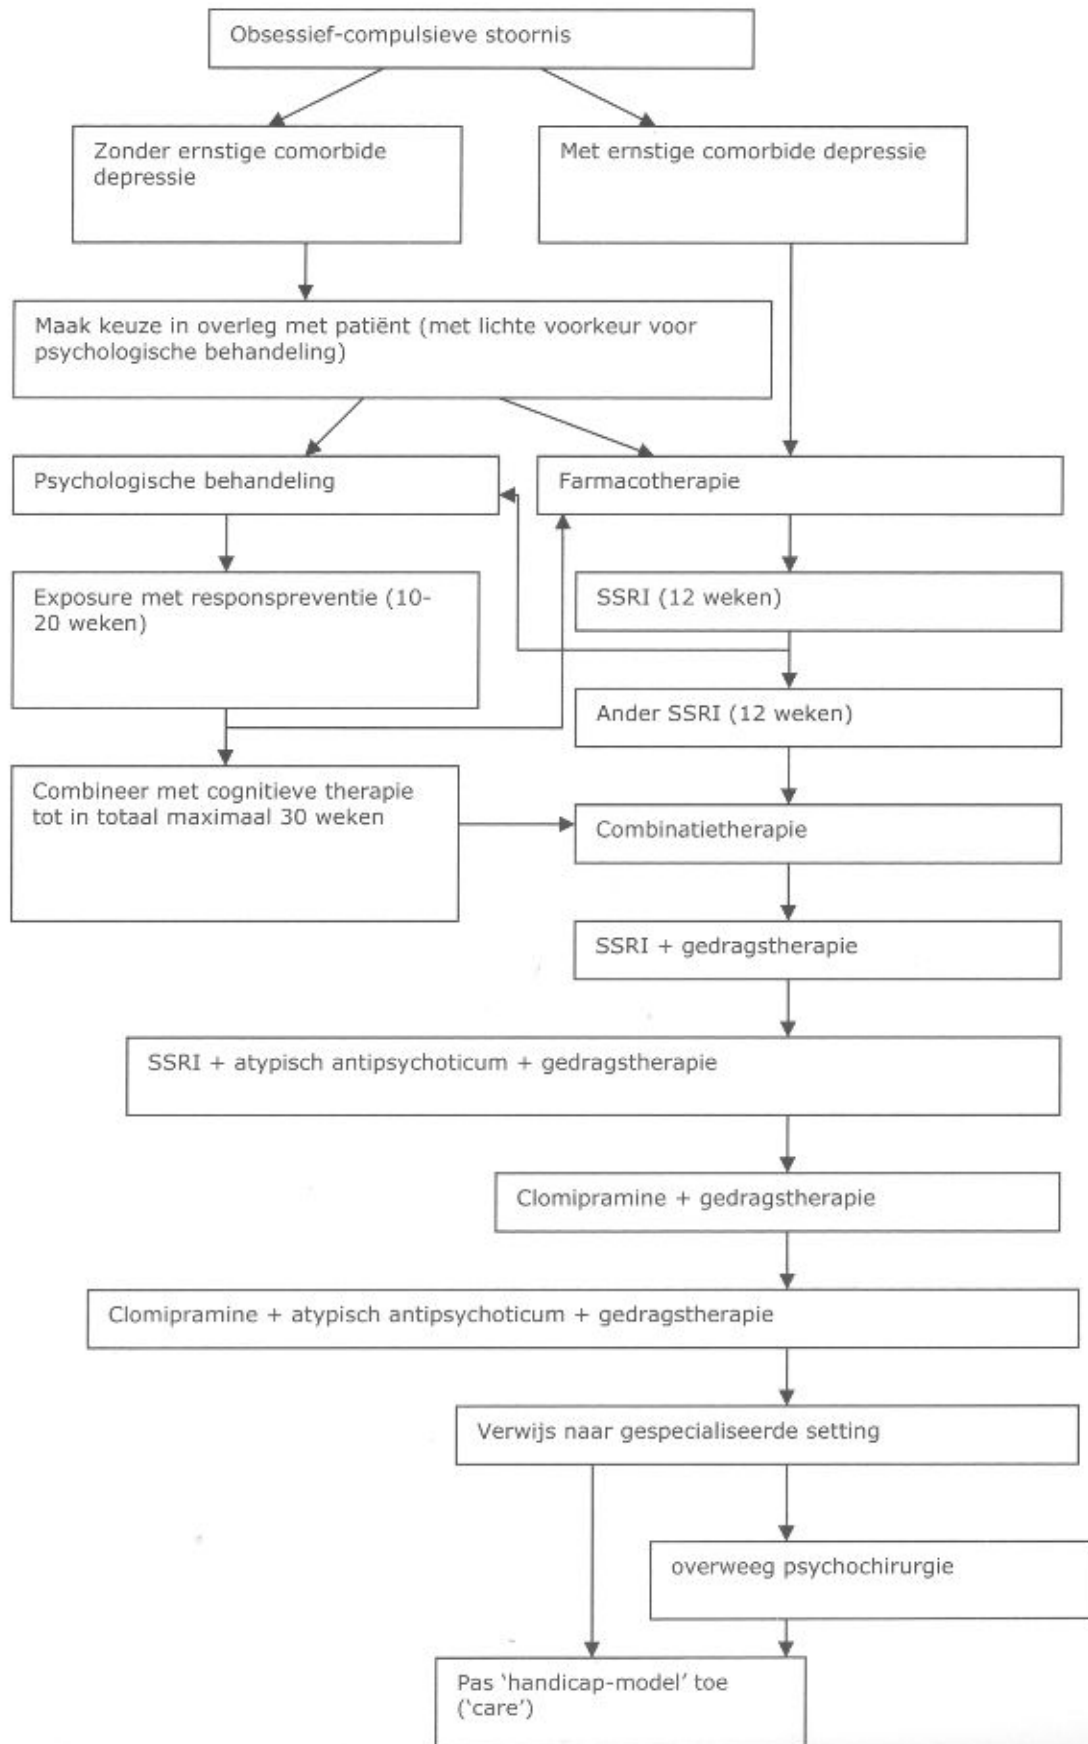 Obsessief-compulsieve stoornis
Zonder ernstige comorbide
depressie
Met ernstige comorbide depressie
Maak keuze in overleg met patiënt (met lichte voorkeur voor
psychologische behandeling)
Psychologische behandeling
Farmacotherapie
Exposure met responspreventie (10-
20 weken)
SSRI (12 weken)
Ander SSRI (12 weken)
Combineer met cognitieve therapie
tot in totaal maximaal 30 weken
Combinatietherapie
SSRI + gedragstherapie
SSRI + atypisch antipsychoticum + gedragstherapie
Clomipramine + gedragstherapie
Clomipramine + atypisch antipsychoticum + gedragstherapie
Verwijs naar gespecialiseerde setting
overweeg psychochirurgie
Pas ‘handicap-model’ toe
(‘care’)